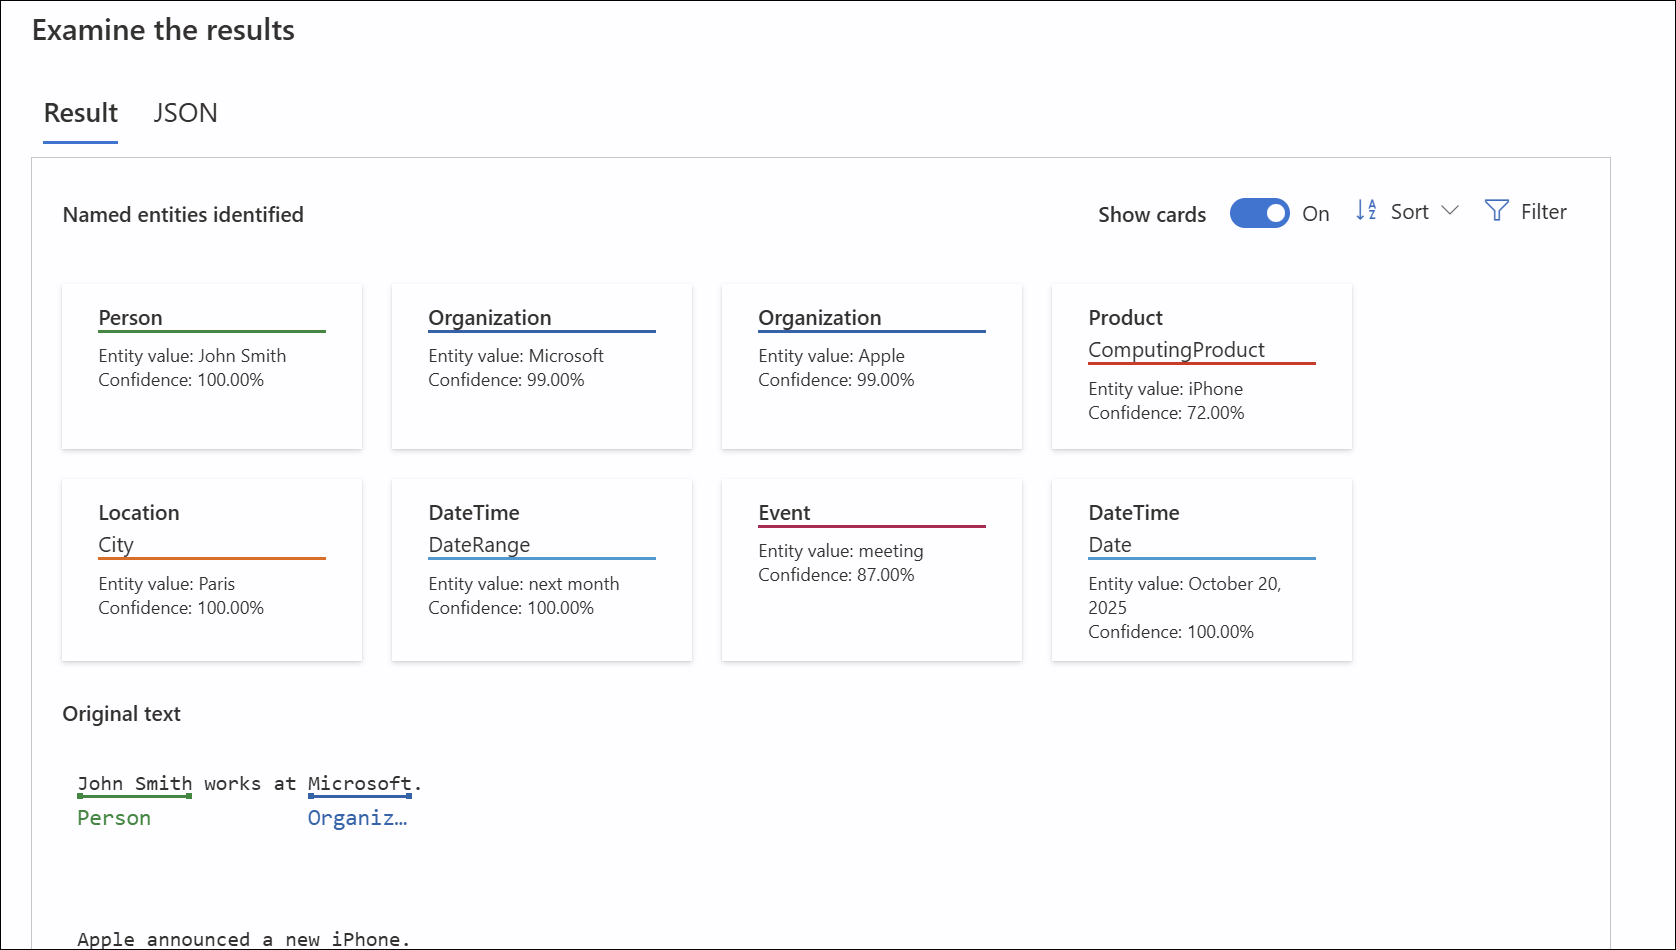 Examine the results
Result JSON
Named entities identified
Show cards On Sort Filter
Person
Entity value: John Smith
Confidence: 100.00%
Organization
Entity value: Microsoft
Confidence: 99.00%
Organization
Entity value: Apple
Confidence: 99.00%
Product
ComputingProduct
Entity value: iPhone
Confidence: 72.00%
Location
City
Entity value: Paris
Confidence: 100.00%
DateTime
DateRange
Entity value: next month
Confidence: 100.00%
Event
Entity value: meeting
Confidence: 87.00%
DateTime
Date
Entity value: October 20,
2025
Confidence: 100.00%
Original text
John Smith works at Microsoft.
Person Organiz…
Apple announced a new iPhone.